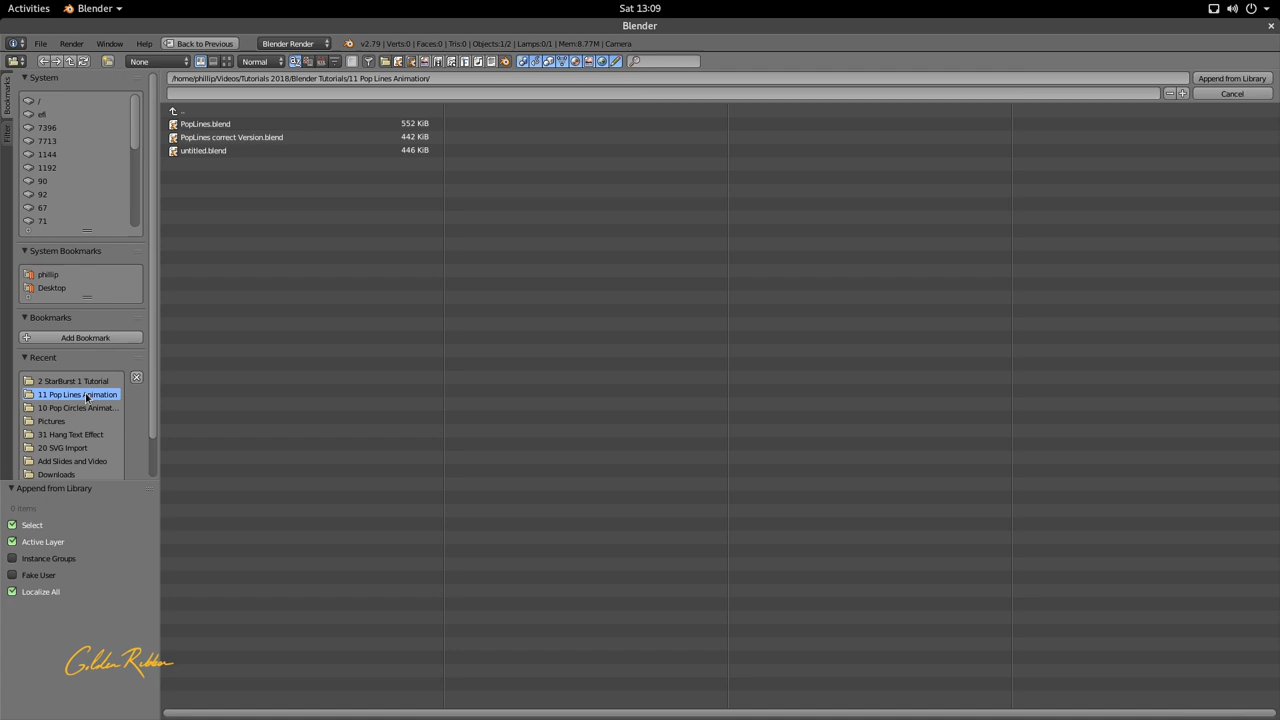 Activities Blender Sat 13:09
Blender
File Render Window Help Back to Previous Blender Render v2.79 | Verts:0 | Faces:0 | Tris:0 | Objects:1/2 | Lamps:0/1 | Mem:8.77M | Camera
None Normal
System
/home/phillip/Videos/Tutorials 2018/Blender Tutorials/11 Pop Lines Animation/
Append from Library
Cancel
Bookmarks
Filter
/
efi
7396
7713
1144
1192
90
92
67
71
..
PopLines.blend 552 KiB
PopLines correct Version.blend 442 KiB
untitled.blend 446 KiB
System Bookmarks
phillip
Desktop
Bookmarks
Add Bookmark
Recent
2 StarBurst 1 Tutorial
11 Pop Lines Animation
10 Pop Circles Animat...
Pictures
31 Hang Text Effect
20 SVG Import
Add Slides and Video
Downloads
Append from Library
0 items
Select
Active Layer
Instance Groups
Fake User
Localize All
Golden Ribbon